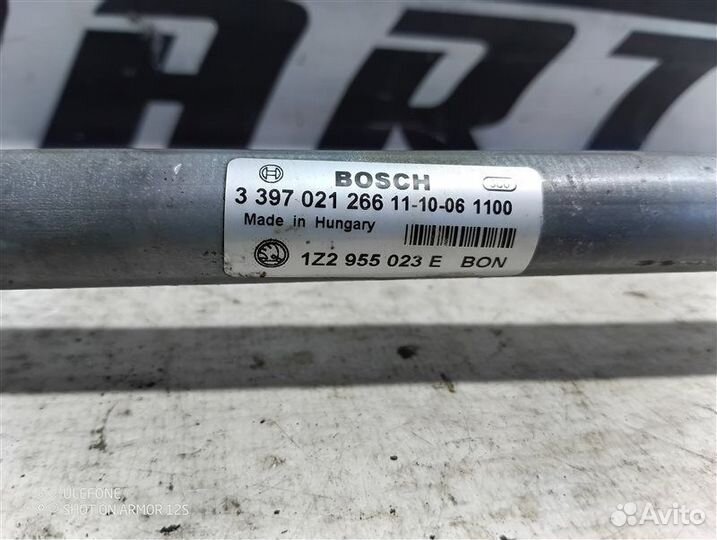 ART
BOSCH
3 397 021 266 11-10-06 1100
Made in Hungary
1Z2 955 023 E BON
ULEFONE
SHOT ON ARMOR 12S
Avito